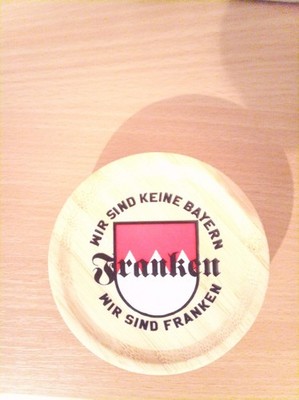 WIR SIND KEINE BAYERN
Franken
WIR SIND FRANKEN